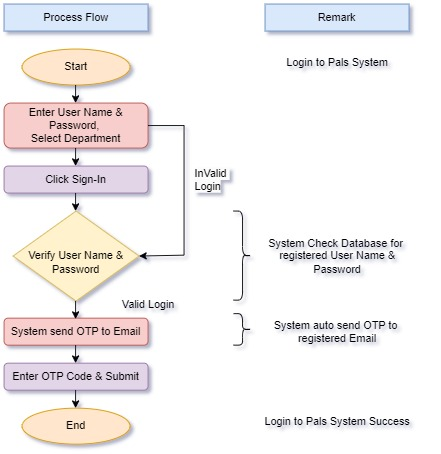 Process Flow
Remark
Start
Login to Pals System
Enter User Name &
Password,
Select Department
Click Sign-In
InValid
Login
Verify User Name &
Password
System Check Database for
registered User Name &
Password
Valid Login
System send OTP to Email
System auto send OTP to
registered Email
Enter OTP Code & Submit
End
Login to Pals System Success